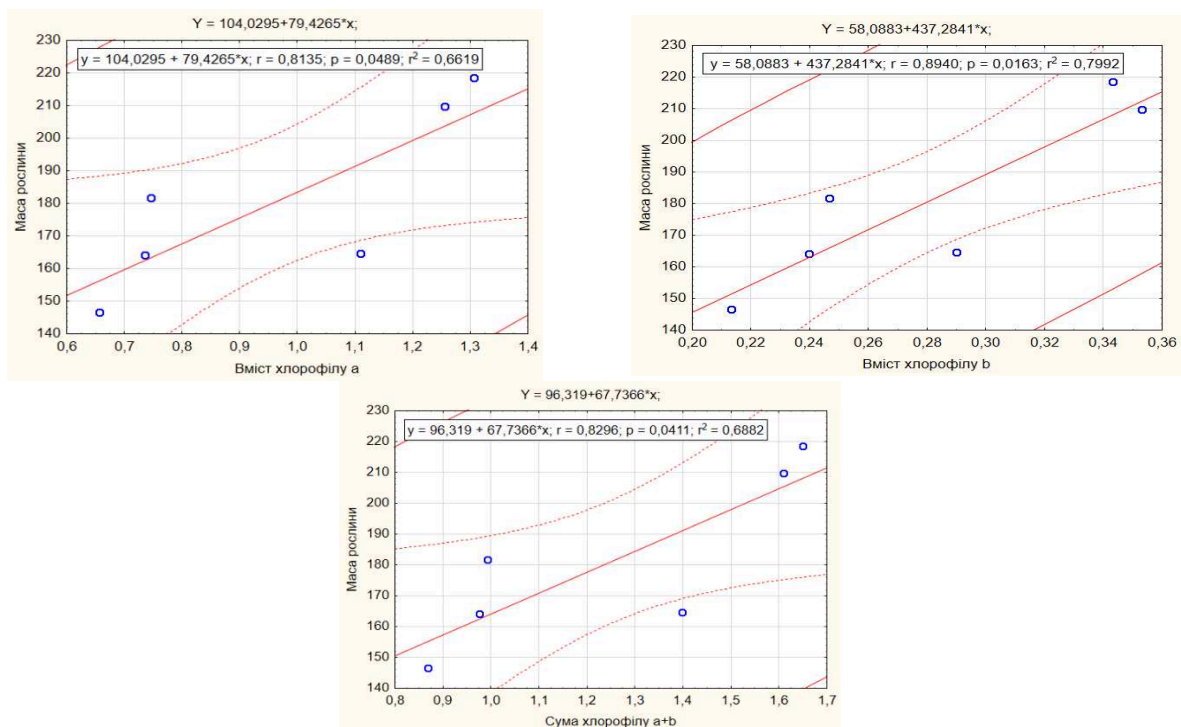 Y = 104,0295+79,4265*x;
y = 104,0295 + 79,4265*x; r = 0,8135; p = 0,0489; r² = 0,6619
230
220
210
200
190
180
170
160
150
140
Маса рослини
0,6 0,7 0,8 0,9 1,0 1,1 1,2 1,3 1,4
Вміст хлорофілу a
Y = 58,0883+437,2841*x;
y = 58,0883 + 437,2841*x; r = 0,8940; p = 0,0163; r² = 0,7992
230
220
210
200
190
180
170
160
150
140
Маса рослини
0,20 0,22 0,24 0,26 0,28 0,30 0,32 0,34 0,36
Вміст хлорофілу b
Y = 96,319+67,7366*x;
y = 96,319 + 67,7366*x; r = 0,8296; p = 0,0411; r² = 0,6882
230
220
210
200
190
180
170
160
150
140
Маса рослини
0,8 0,9 1,0 1,1 1,2 1,3 1,4 1,5 1,6 1,7
Сума хлорофілу a+b